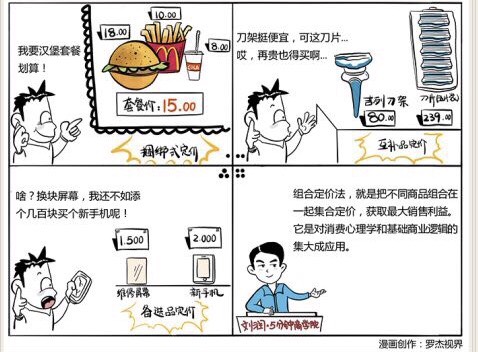 我要汉堡套餐
划算！
18.00
10.00
8.00
套餐价：15.00
捆绑式定价
刀架挺便宜，可这刀片...
哎，再贵也得买啊...
吉列刀架
80.00
239.00
互补品定价
啥？换块屏幕，我还不如添
个几百块买个新手机呢！
1.500
2.000
维修屏幕
新手机
备选品定价
组合定价法，就是把不同商品组合在
一起集合定价，获取最大销售利益。
它是对消费心理学和基础商业逻辑的
集大成应用。
刘润·5分钟商学院
漫画创作：罗杰视界